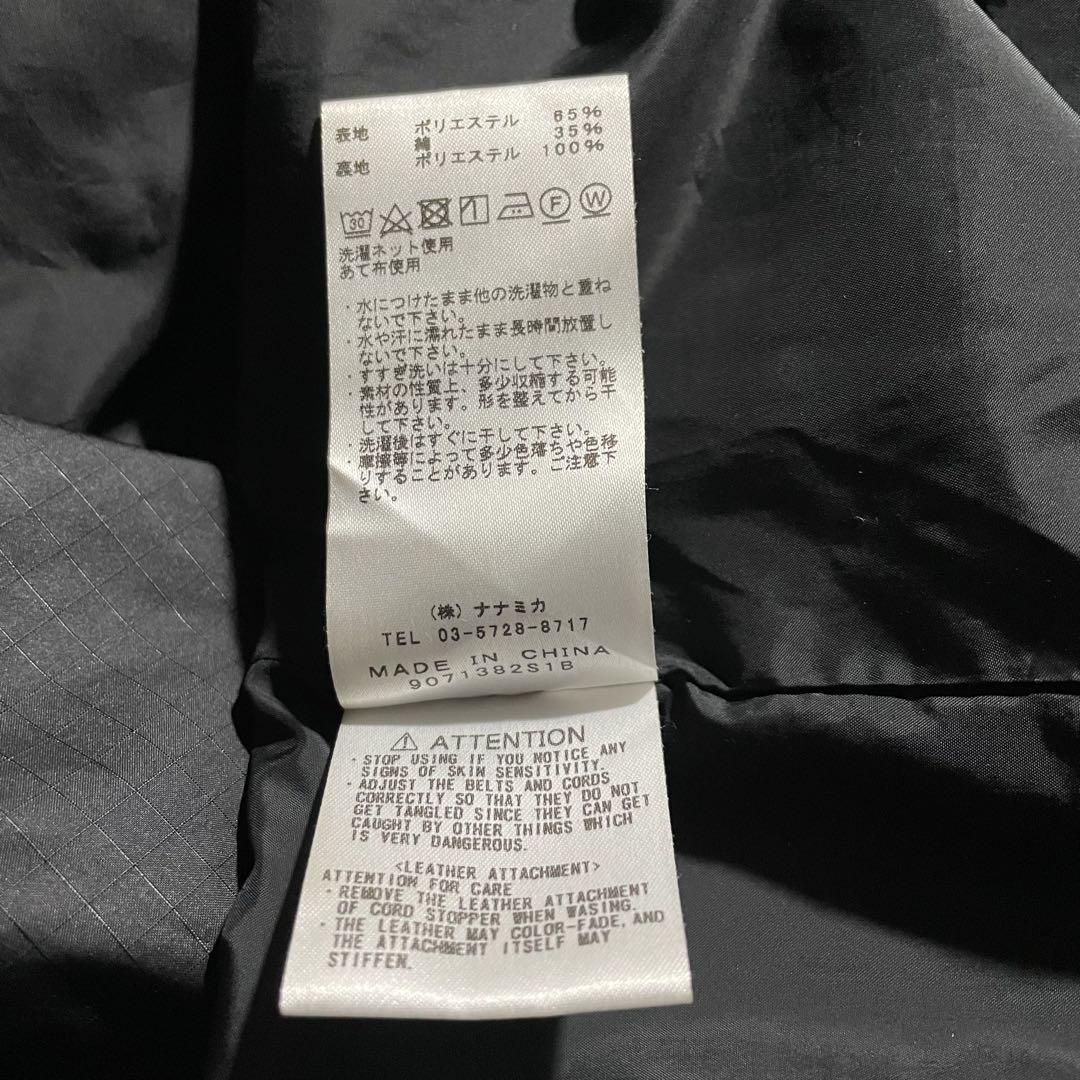 表地 ポリエステル 65%
綿 35%
裏地 ポリエステル 100%
30 1 F W
洗濯ネット使用
あて布使用
・水につけたまま他の洗濯物と重ね
ないで下さい。
・水や汗に濡れたまま長時間放置し
ないで下さい。
・すすぎ洗いは十分にして下さい。
・素材の性質上、多少収縮する可能
性があります。形を整えてから干
して下さい。
・洗濯後はすぐに干して下さい。
・摩擦等によって多少色落ちや色移
りすることがあります。ご注意下
さい。
(株) ナナミカ
TEL 03-5728-8717
MADE IN CHINA
9071382S1B
⚠ ATTENTION
・STOP USING IF YOU NOTICE ANY
SIGNS OF SKIN SENSITIVITY.
・ADJUST THE BELTS AND CORDS
CORRECTLY SO THAT THEY DO NOT
GET TANGLED SINCE THEY CAN GET
CAUGHT BY OTHER THINGS WHICH
IS VERY DANGEROUS.
<LEATHER ATTACHMENT>
ATTENTION FOR CARE
・REMOVE THE LEATHER ATTACHMENT
OF CORD STOPPER WHEN WASING.
・THE LEATHER MAY COLOR-FADE, AND
THE ATTACHMENT ITSELF MAY
STIFFEN.